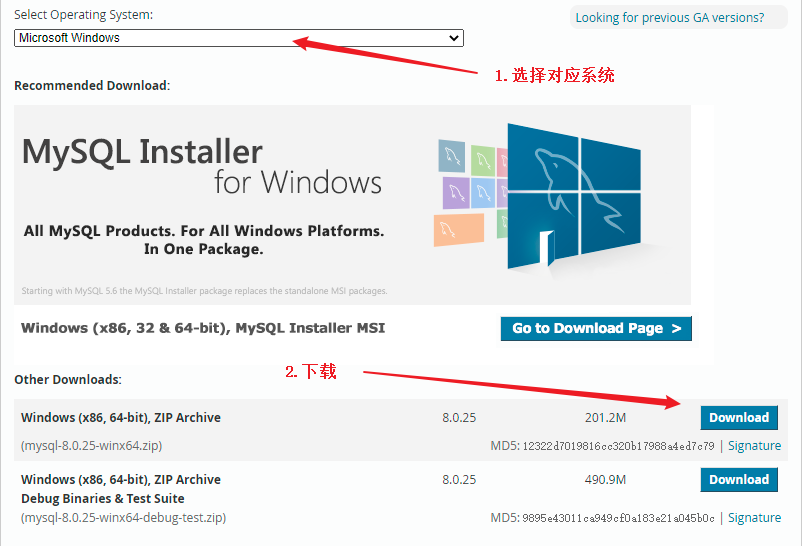 Select Operating System:
Looking for previous GA versions?
Microsoft Windows
1.选择对应系统
Recommended Download:
MySQL Installer
for Windows
All MySQL Products. For All Windows Platforms.
In One Package.
Starting with MySQL 5.6 the MySQL Installer package replaces the standalone MSI packages.
Windows (x86, 32 & 64-bit), MySQL Installer MSI
Go to Download Page >
2.下载
Other Downloads:
Windows (x86, 64-bit), ZIP Archive 8.0.25 201.2M Download
(mysql-8.0.25-winx64.zip) MD5: 12322d7019816cc320b17988a4ed7c79 | Signature
Windows (x86, 64-bit), ZIP Archive 8.0.25 490.9M Download
Debug Binaries & Test Suite
(mysql-8.0.25-winx64-debug-test.zip) MD5: 9895e43011ca949cf0a183e21a045b0c | Signature